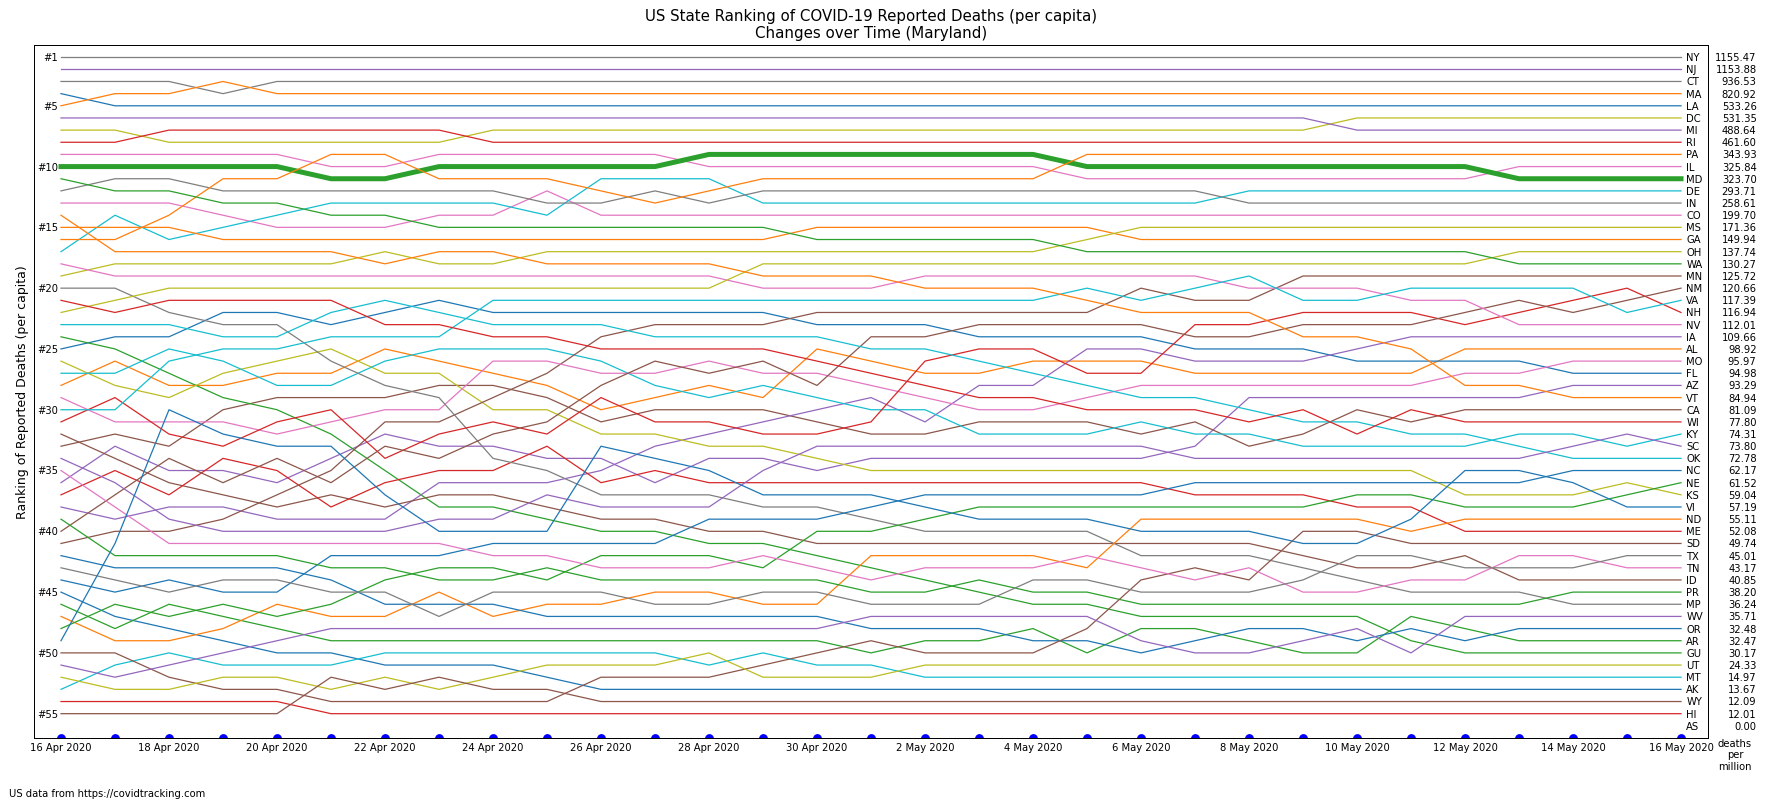 US State Ranking of COVID-19 Reported Deaths (per capita)
Changes over Time (Maryland)
Ranking of Reported Deaths (per capita)
#1
#5
#10
#15
#20
#25
#30
#35
#40
#45
#50
#55
NY 1155.47
NJ 1153.88
CT 936.53
MA 820.92
LA 533.26
DC 531.35
MI 488.64
RI 461.60
PA 343.93
IL 325.84
MD 323.70
DE 293.71
IN 258.61
CO 199.70
MS 171.36
GA 149.94
OH 137.74
WA 130.27
MN 125.72
NM 120.66
VA 117.39
NH 116.94
NV 112.01
IA 109.66
AL 98.92
MO 95.97
FL 94.98
AZ 93.29
VT 84.94
CA 81.09
WI 77.80
KY 74.31
SC 73.80
OK 72.78
NC 62.17
NE 61.52
KS 59.04
VI 57.19
ND 55.11
ME 52.08
SD 49.74
TX 45.01
TN 43.17
ID 40.85
PR 38.20
MP 36.24
WV 35.71
OR 32.48
AR 32.47
GU 30.17
UT 24.33
MT 14.97
AK 13.67
WY 12.09
HI 12.01
AS 0.00
16 Apr 2020 18 Apr 2020 20 Apr 2020 22 Apr 2020 24 Apr 2020 26 Apr 2020 28 Apr 2020 30 Apr 2020 2 May 2020 4 May 2020 6 May 2020 8 May 2020 10 May 2020 12 May 2020 14 May 2020 16 May 2020
deaths
per
million
US data from https://covidtracking.com